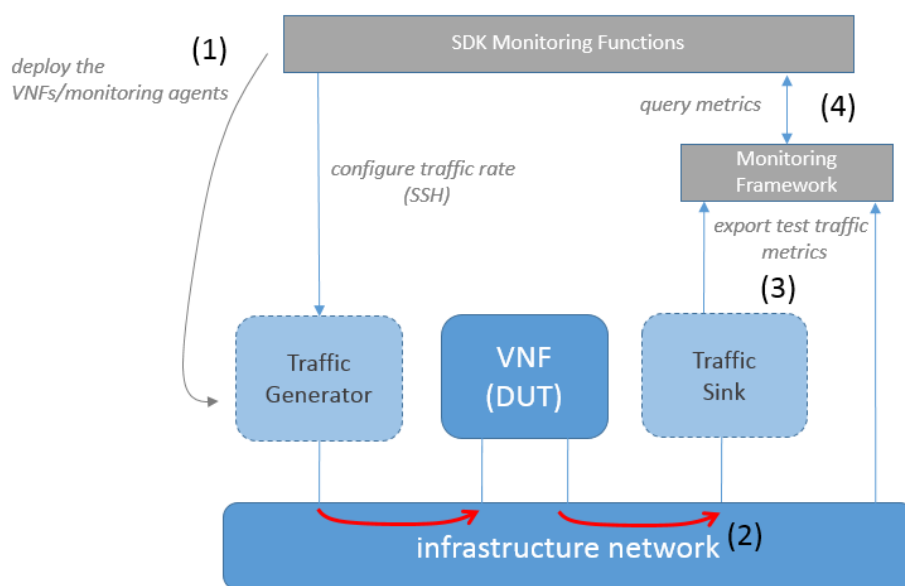 SDK Monitoring Functions
(1)
deploy the
VNFs/monitoring agents
query metrics
(4)
configure traffic rate
(SSH)
Monitoring
Framework
export test traffic
metrics
(3)
Traffic
Generator
VNF
(DUT)
Traffic
Sink
infrastructure network
(2)